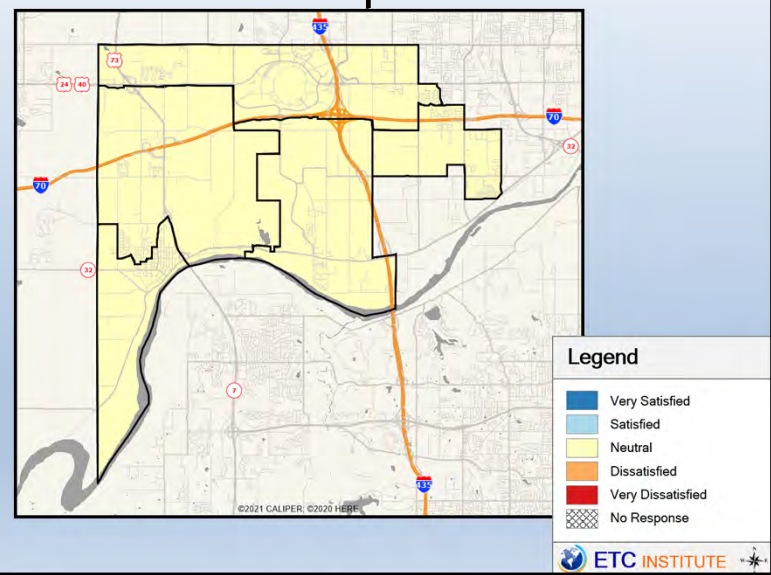 435
73
24 40
70
32
70
32
7
435
©2021 CALIPER; ©2020 HERE
Legend
Very Satisfied
Satisfied
Neutral
Dissatisfied
Very Dissatisfied
No Response
ETC INSTITUTE